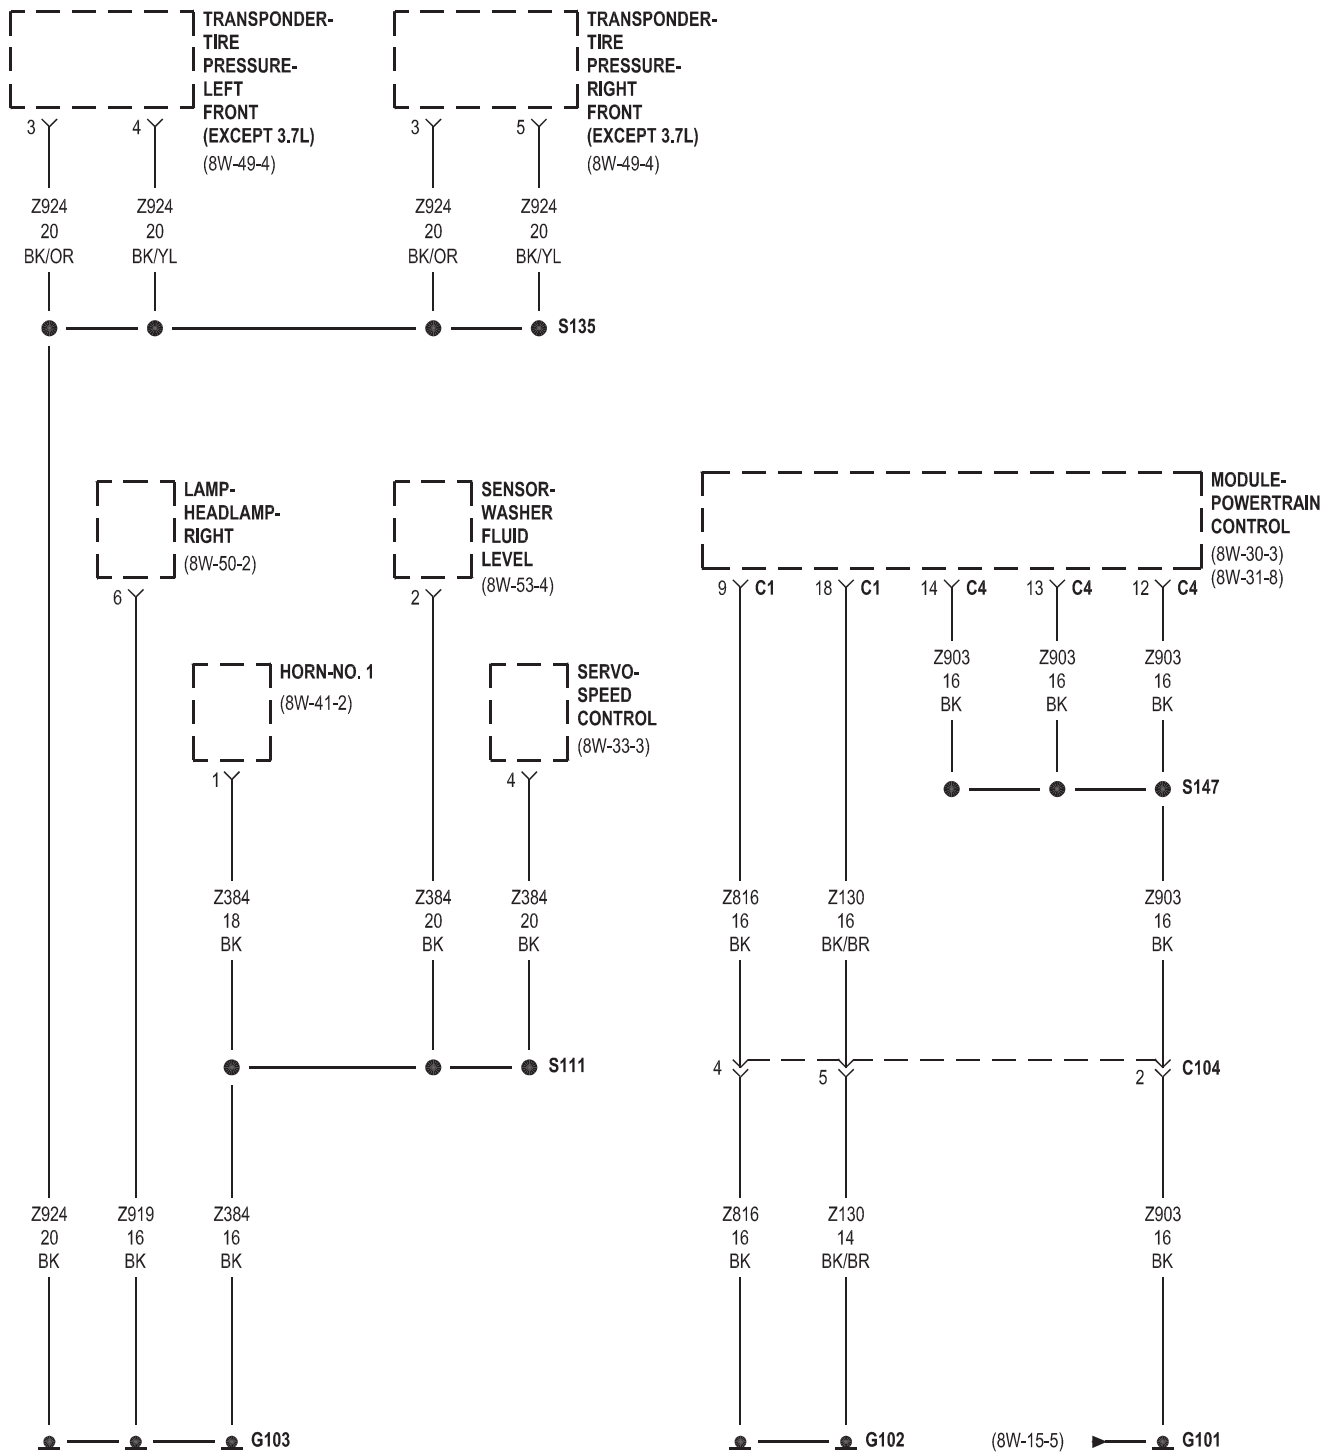 TRANSPONDER-
TIRE
PRESSURE-
LEFT
FRONT
(EXCEPT 3.7L)
(8W-49-4)
TRANSPONDER-
TIRE
PRESSURE-
RIGHT
FRONT
(EXCEPT 3.7L)
(8W-49-4)
3 4 3 5
Z924 Z924 Z924 Z924
20 20 20 20
BK/OR BK/YL BK/OR BK/YL
S135
LAMP-
HEADLAMP-
RIGHT
(8W-50-2)
6
SENSOR-
WASHER
FLUID
LEVEL
(8W-53-4)
2
MODULE-
POWERTRAIN
CONTROL
(8W-30-3)
(8W-31-8)
9 C1 18 C1 14 C4 13 C4 12 C4
Z903 Z903 Z903
16 16 16
BK BK BK
HORN-NO. 1
(8W-41-2)
1
SERVO-
SPEED
CONTROL
(8W-33-3)
4
S147
Z384 Z384 Z384 Z816 Z130 Z903
18 20 20 16 16 16
BK BK BK BK BK/BR BK
S111
4 5 2 C104
Z924 Z919 Z384 Z816 Z130 Z903
20 16 16 16 14 16
BK BK BK BK BK/BR BK
G103 G102 (8W-15-5) G101